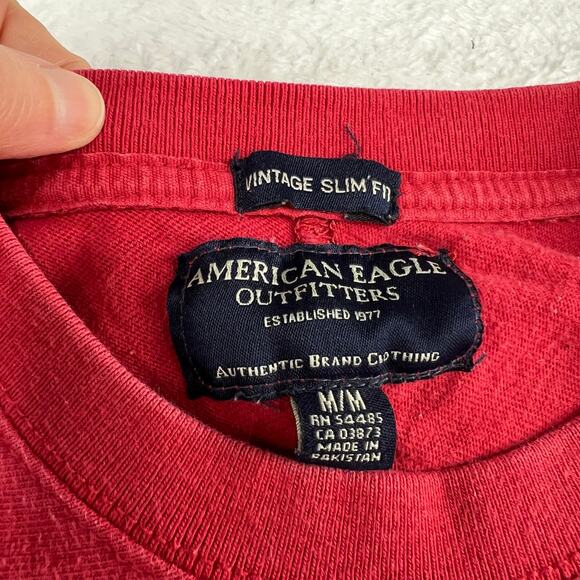 VINTAGE SLIM FIT
AMERICAN EAGLE
OUTFITTERS
ESTABLISHED 1977
AUTHENTIC BRAND CLOTHING
M/M
RN 54485
CA 03873
MADE IN
PAKISTAN